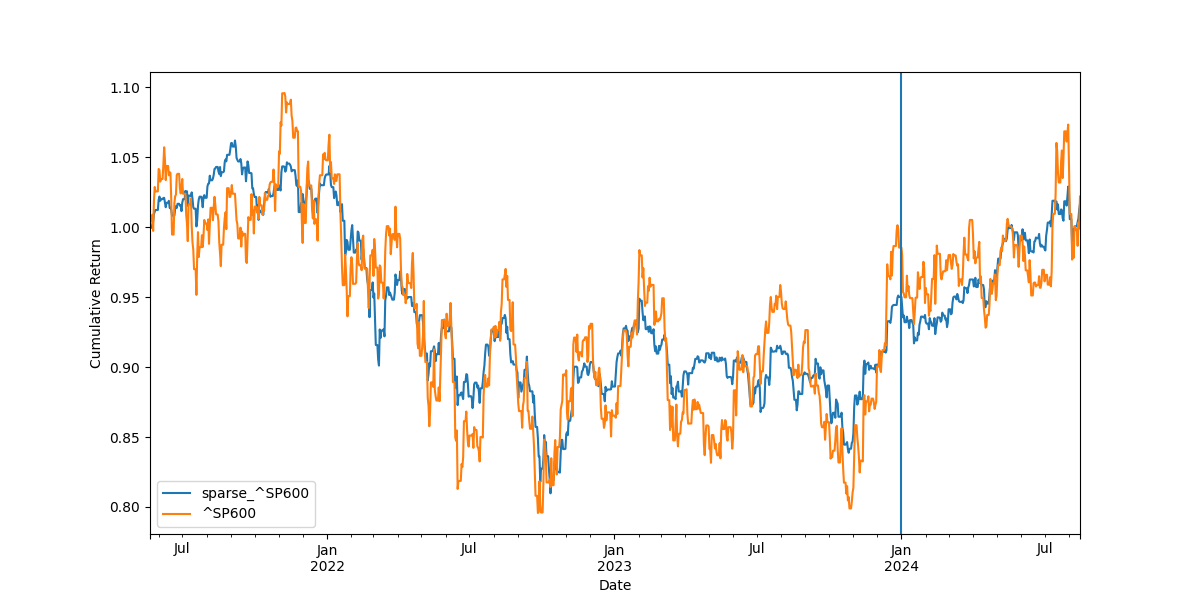 1.10
1.05
1.00
0.95
0.90
0.85
0.80
Cumulative Return
sparse_^SP600
^SP600
Jul
Jan
2022
Jul
Jan
2023
Jul
Jan
2024
Jul
Date